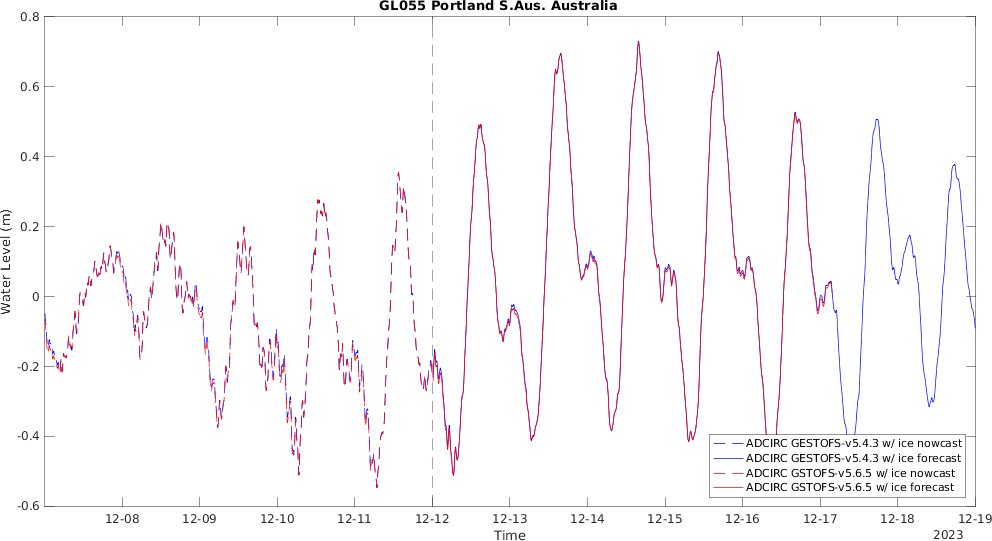 GL055 Portland S.Aus. Australia
0.8
0.6
0.4
0.2
0
-0.2
-0.4
-0.6
Water Level (m)
12-08 12-09 12-10 12-11 12-12 12-13 12-14 12-15 12-16 12-17 12-18 12-19
Time
2023
ADCIRC GESTOFS-v5.4.3 w/ ice nowcast
ADCIRC GESTOFS-v5.4.3 w/ ice forecast
ADCIRC GSTOFS-v5.6.5 w/ ice nowcast
ADCIRC GSTOFS-v5.6.5 w/ ice forecast